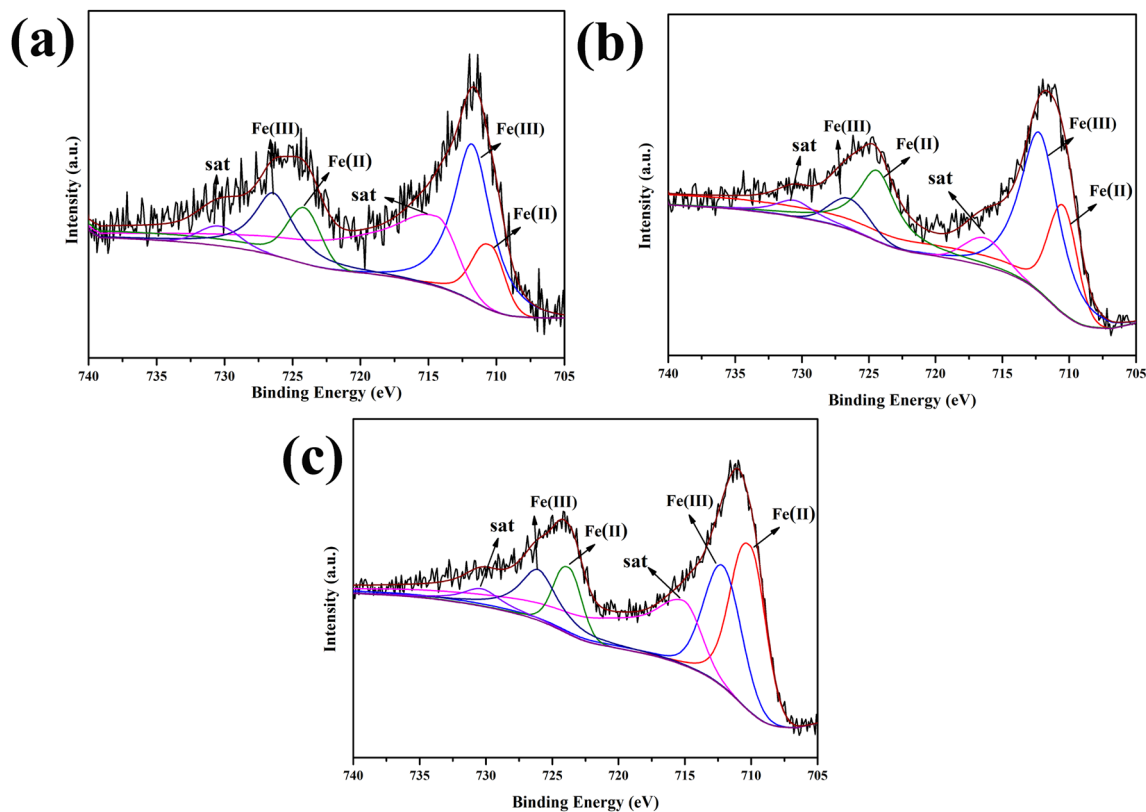 (a)
Fe(III)
sat
Fe(II)
sat
Fe(III)
Fe(II)
Intensity (a.u.)
740 735 730 725 720 715 710 705
Binding Energy (eV)
(b)
sat
Fe(III)
Fe(II)
sat
Fe(III)
Fe(II)
Intensity (a.u.)
740 735 730 725 720 715 710 705
Binding Energy (eV)
(c)
sat
Fe(III)
Fe(II)
sat
Fe(III)
Fe(II)
Intensity (a.u.)
740 735 730 725 720 715 710 705
Binding Energy (eV)